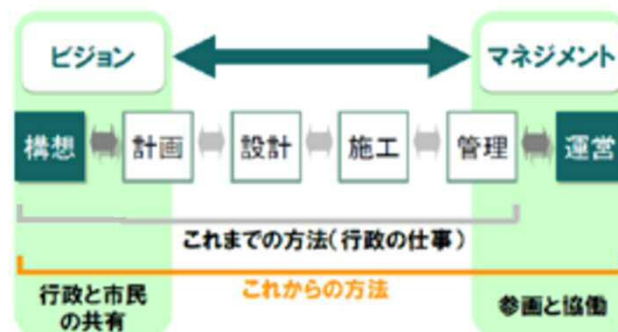 ビジョン
マネジメント
構想 計画 設計 施工 管理 運営
これまでの方法(行政の仕事)
これからの方法
行政と市民
の共有
参画と協働